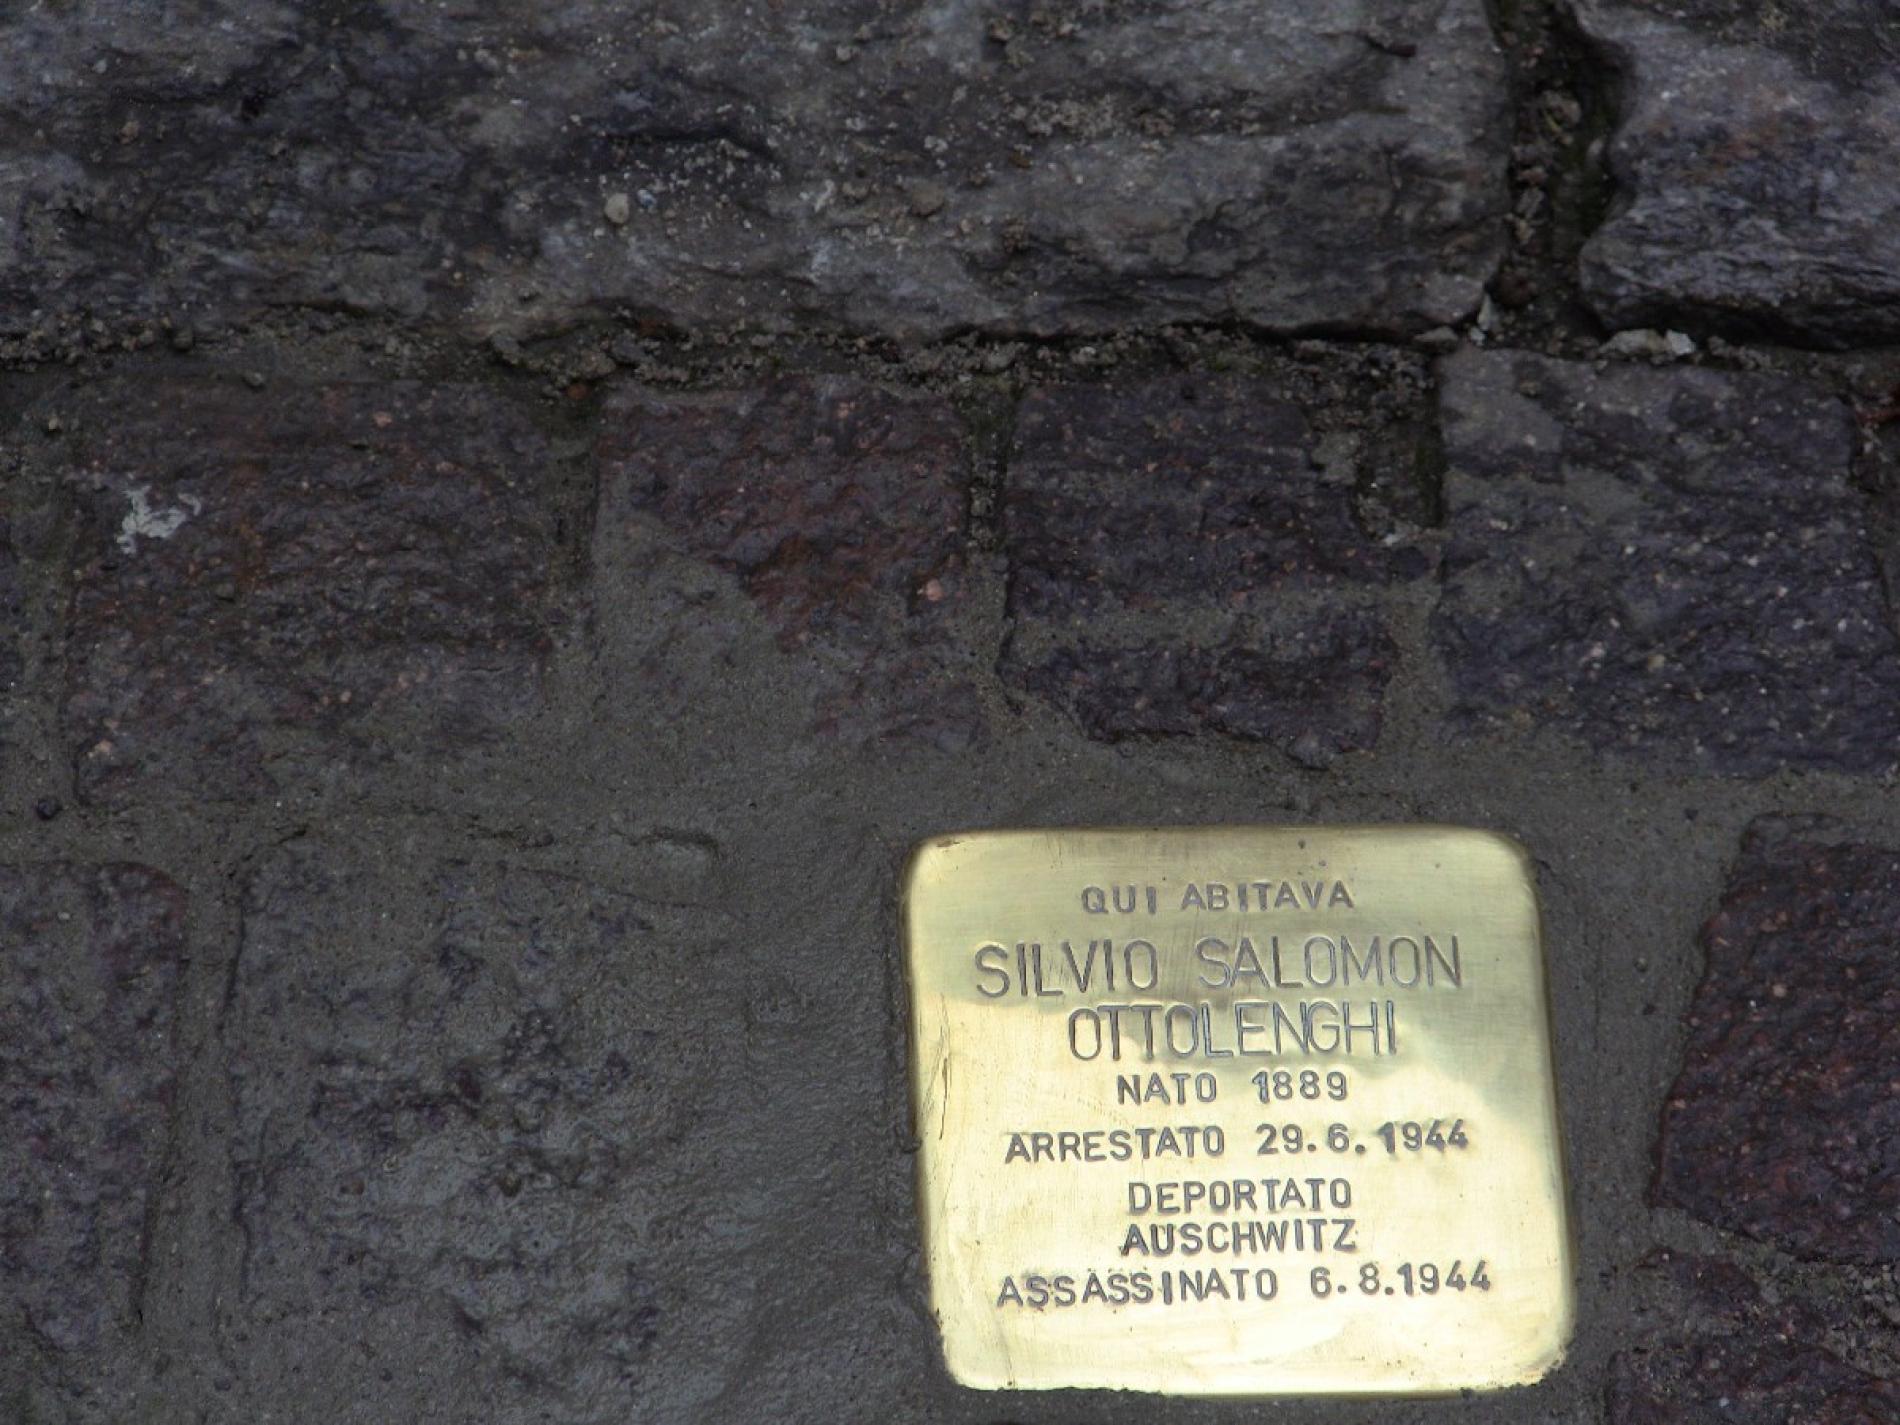 QUI ABITAVA
SILVIO SALOMON
OTTOLENGHI
NATO 1889
ARRESTATO 29.6.1944
DEPORTATO
AUSCHWITZ
ASSASSINATO 6.8.1944